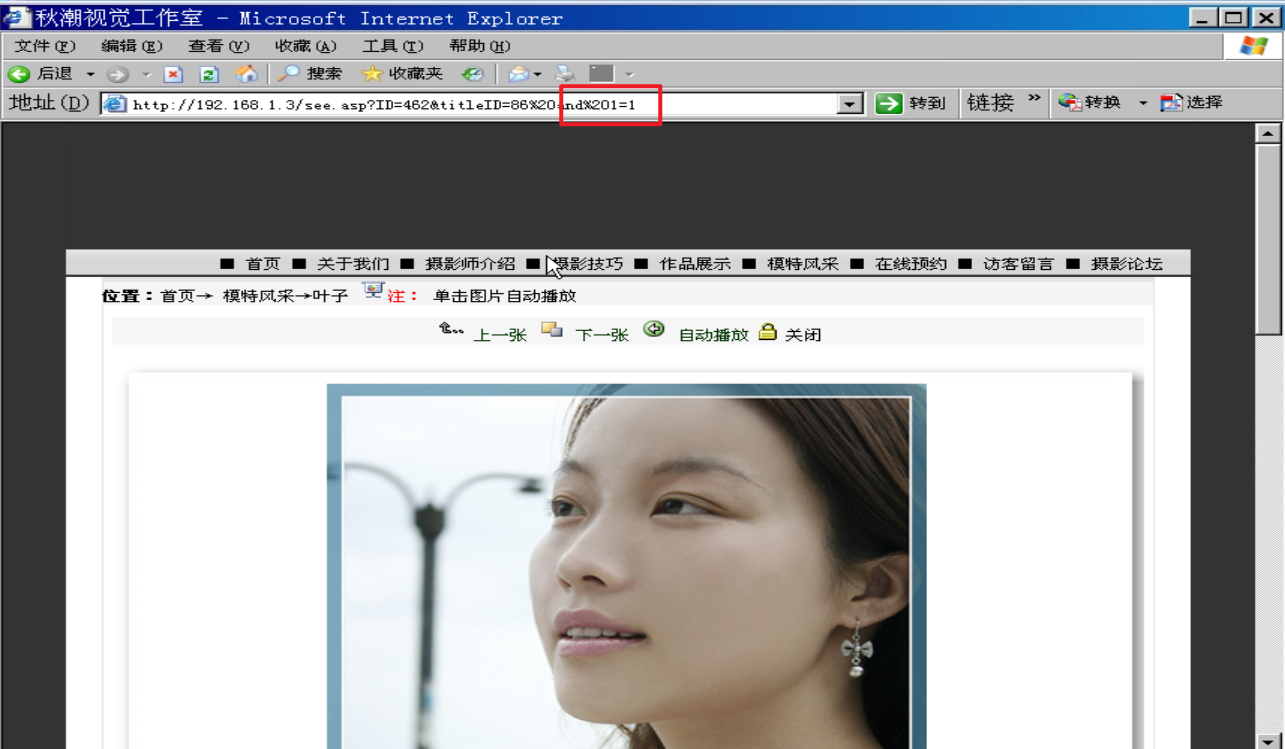 秋潮视觉工作室 - Microsoft Internet Explorer
文件(F) 编辑(E) 查看(V) 收藏(A) 工具(T) 帮助(H)
后退 搜索 收藏夹
地址(D) http://192.168.1.3/see.asp?ID=462&titleID=86%20and%201=1 转到 链接 » 转换 选择
■ 首页 ■ 关于我们 ■ 摄影师介绍 ■ 摄影技巧 ■ 作品展示 ■ 模特风采 ■ 在线预约 ■ 访客留言 ■ 摄影论坛
位置：首页→ 模特风采→叶子 注： 单击图片自动播放
上一张 下一张 自动播放 关闭